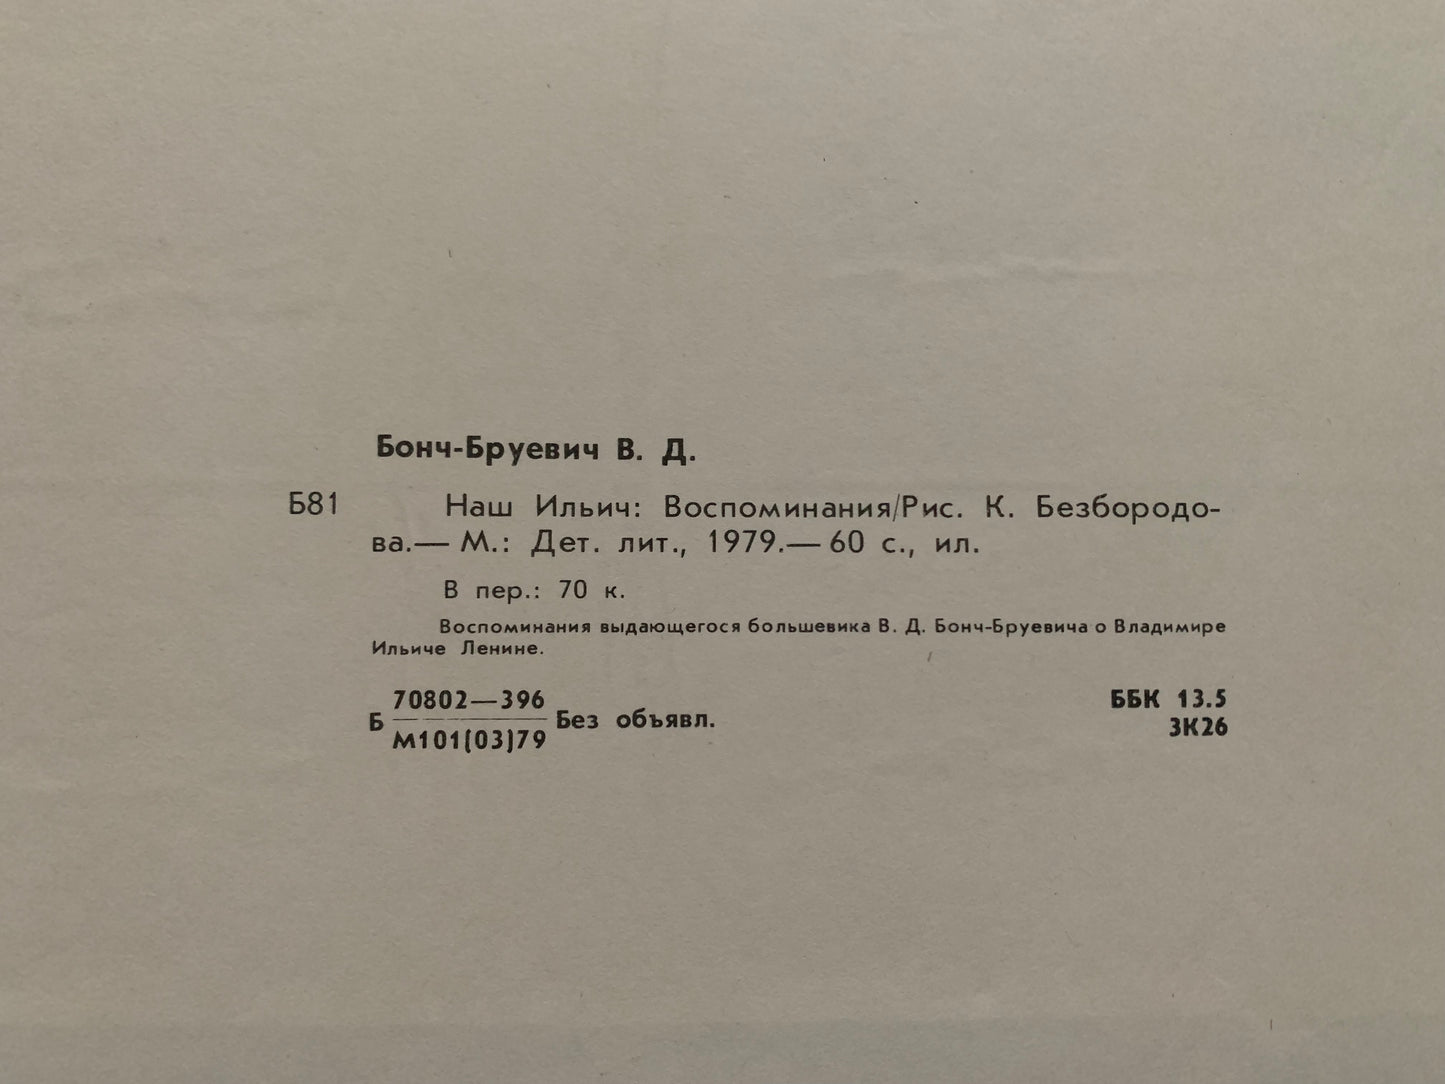 Бонч-Бруевич В. Д.
Б81 Наш Ильич: Воспоминания/Рис. К. Безбородо-
ва.— М.: Дет. лит., 1979.— 60 с., ил.
В пер.: 70 к.
Воспоминания выдающегося большевика В. Д. Бонч-Бруевича о Владимире
Ильиче Ленине.
70802—396
Б Без объявл.
М101(03)79
ББК 13.5
3К26